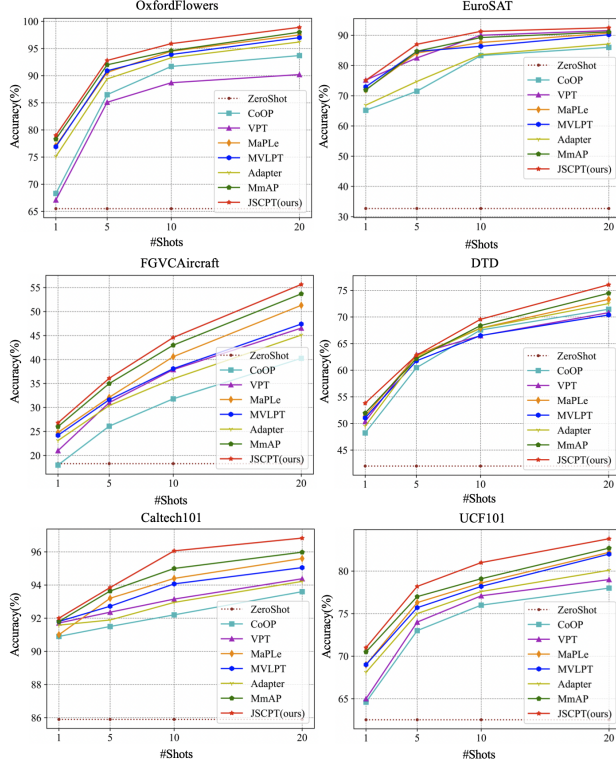 OxfordFlowers
Accuracy(%)
100
95
90
85
80
75
70
65
ZeroShot
CoOP
VPT
MaPLe
MVLPT
Adapter
MmAP
JSCPT(ours)
1 5 10 20
#Shots
EuroSAT
Accuracy(%)
90
80
70
60
50
40
30
ZeroShot
CoOP
VPT
MaPLe
MVLPT
Adapter
MmAP
JSCPT(ours)
1 5 10 20
#Shots
FGVCAircraft
Accuracy(%)
55
50
45
40
35
30
25
20
ZeroShot
CoOP
VPT
MaPLe
MVLPT
Adapter
MmAP
JSCPT(ours)
1 5 10 20
#Shots
DTD
Accuracy(%)
75
70
65
60
55
50
45
ZeroShot
CoOP
VPT
MaPLe
MVLPT
Adapter
MmAP
JSCPT(ours)
1 5 10 20
#Shots
Caltech101
Accuracy(%)
96
94
92
90
88
86
ZeroShot
CoOP
VPT
MaPLe
MVLPT
Adapter
MmAP
JSCPT(ours)
1 5 10 20
#Shots
UCF101
Accuracy(%)
80
75
70
65
ZeroShot
CoOP
VPT
MaPLe
MVLPT
Adapter
MmAP
JSCPT(ours)
1 5 10 20
#Shots